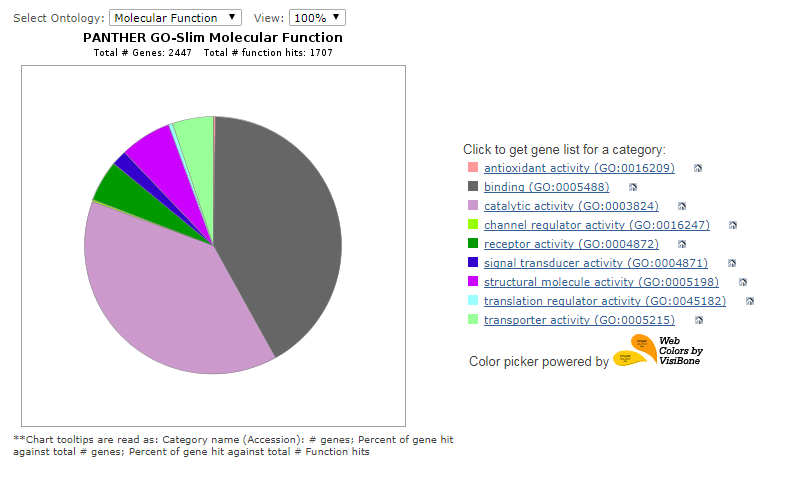 Select Ontology: Molecular Function View: 100%
PANTHER GO-Slim Molecular Function
Total # Genes: 2447 Total # function hits: 1707
Click to get gene list for a category:
antioxidant activity (GO:0016209)
binding (GO:0005488)
catalytic activity (GO:0003824)
channel regulator activity (GO:0016247)
receptor activity (GO:0004872)
signal transducer activity (GO:0004871)
structural molecule activity (GO:0005198)
translation regulator activity (GO:0045182)
transporter activity (GO:0005215)
Color picker powered by
Web
Colors by
VisiBone
**Chart tooltips are read as: Category name (Accession): # genes; Percent of gene hit
against total # genes; Percent of gene hit against total # Function hits